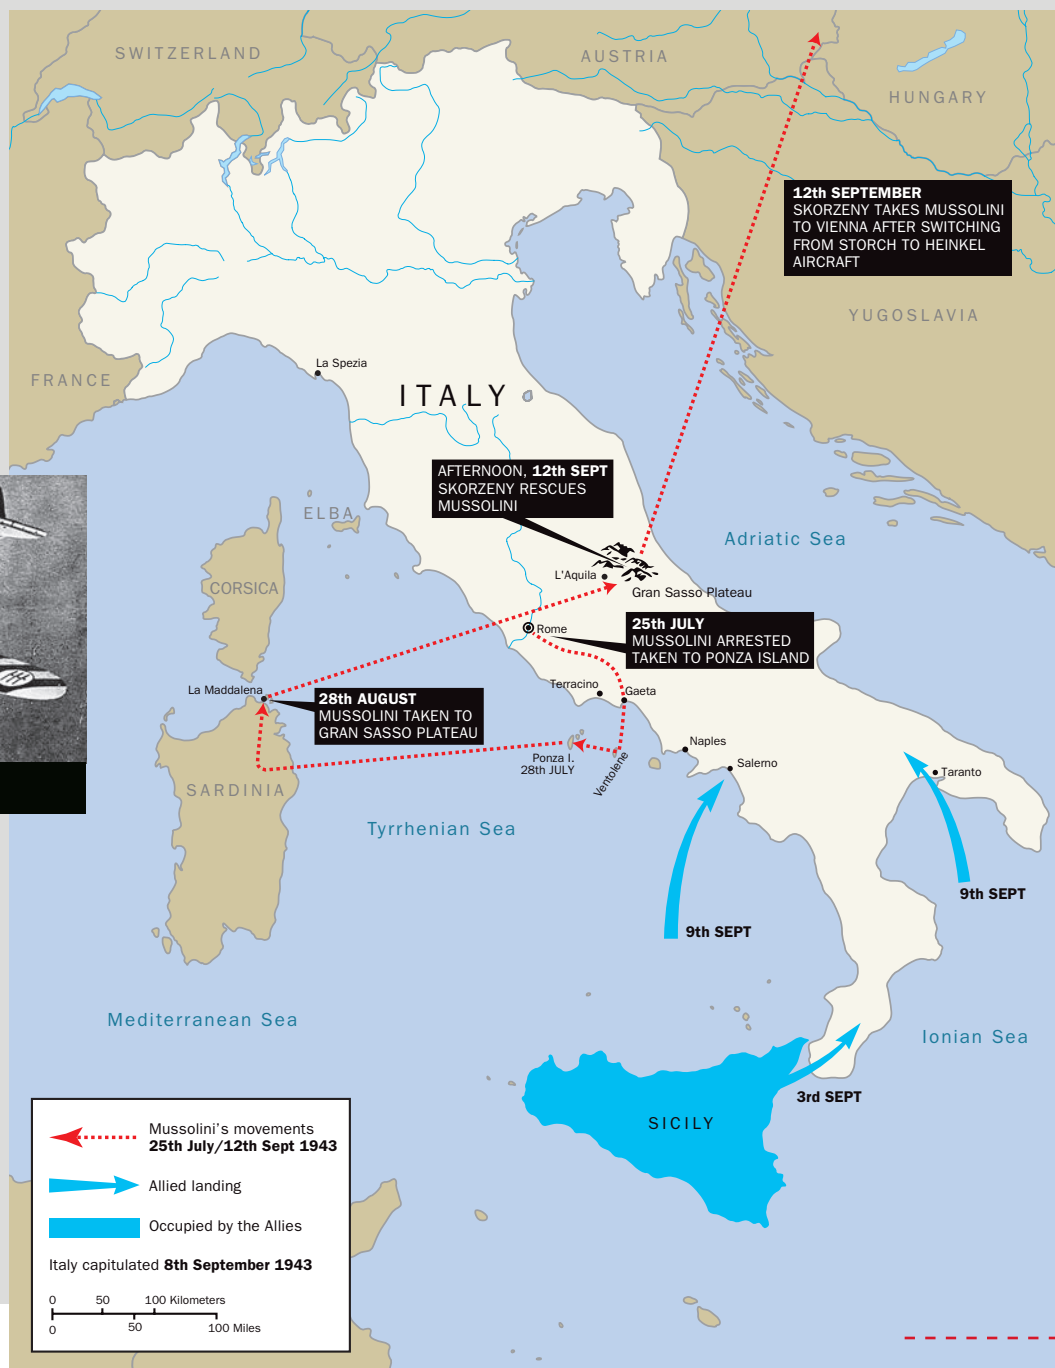 SWITZERLAND
AUSTRIA
HUNGARY
12th SEPTEMBER
SKORZENY TAKES MUSSOLINI
TO VIENNA AFTER SWITCHING
FROM STORCH TO HEINKEL
AIRCRAFT
YUGOSLAVIA
La Spezia
FRANCE
ITALY
AFTERNOON, 12th SEPT
SKORZENY RESCUES
MUSSOLINI
ELBA
Adriatic Sea
CORSICA
L'Aquila
Gran Sasso Plateau
Rome
25th JULY
MUSSOLINI ARRESTED
TAKEN TO PONZA ISLAND
La Maddalena
Terracino
Gaeta
28th AUGUST
MUSSOLINI TAKEN TO
GRAN SASSO PLATEAU
Naples
Ponza I.
28th JULY
Ventolene
Salerno
Taranto
SARDINIA
Tyrrhenian Sea
9th SEPT
9th SEPT
Mediterranean Sea
Ionian Sea
3rd SEPT
SICILY
Mussolini's movements
25th July/12th Sept 1943
Allied landing
Occupied by the Allies
Italy capitulated 8th September 1943
0 50 100 Kilometers
0 50 100 Miles